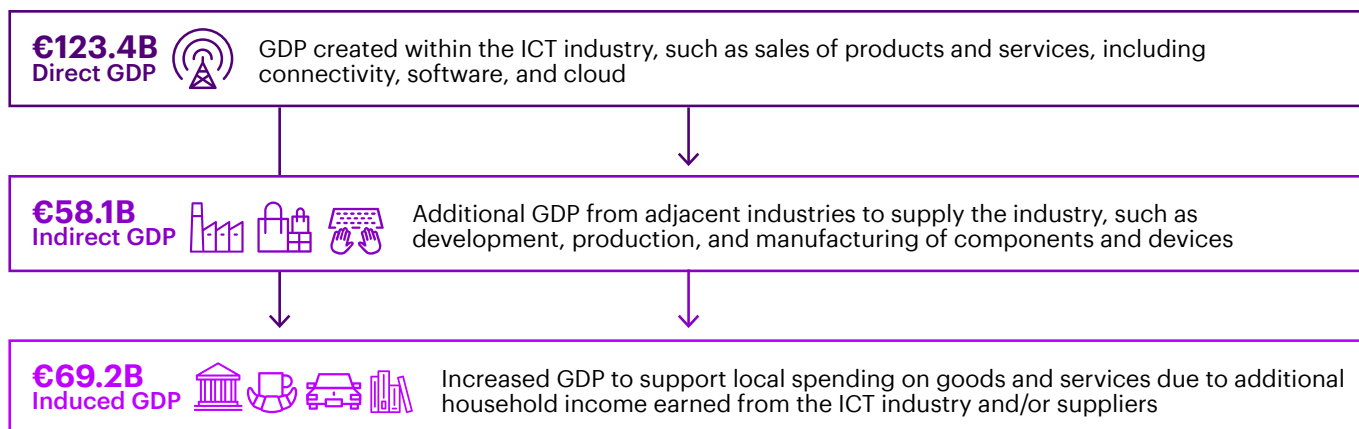 €123.4B
Direct GDP
GDP created within the ICT industry, such as sales of products and services, including
connectivity, software, and cloud
€58.1B
Indirect GDP
Additional GDP from adjacent industries to supply the industry, such as
development, production, and manufacturing of components and devices
€69.2B
Induced GDP
Increased GDP to support local spending on goods and services due to additional
household income earned from the ICT industry and/or suppliers